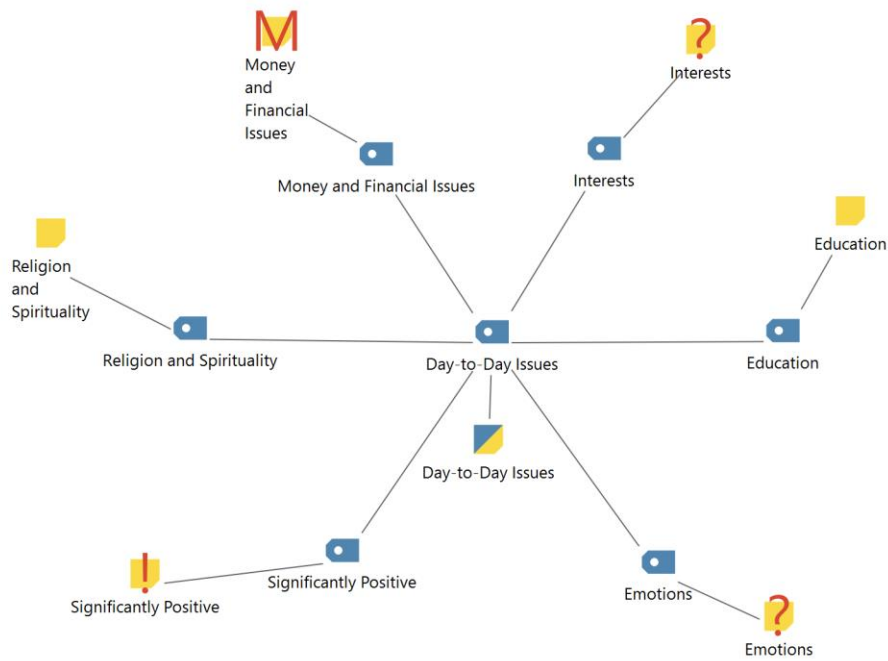 M
Money
and
Financial
Issues
?
Interests
Money and Financial Issues
Interests
Education
Religion
and
Spirituality
Religion and Spirituality
Day-to-Day Issues
Education
Day-to-Day Issues
!
Significantly Positive
Significantly Positive
Emotions
?
Emotions